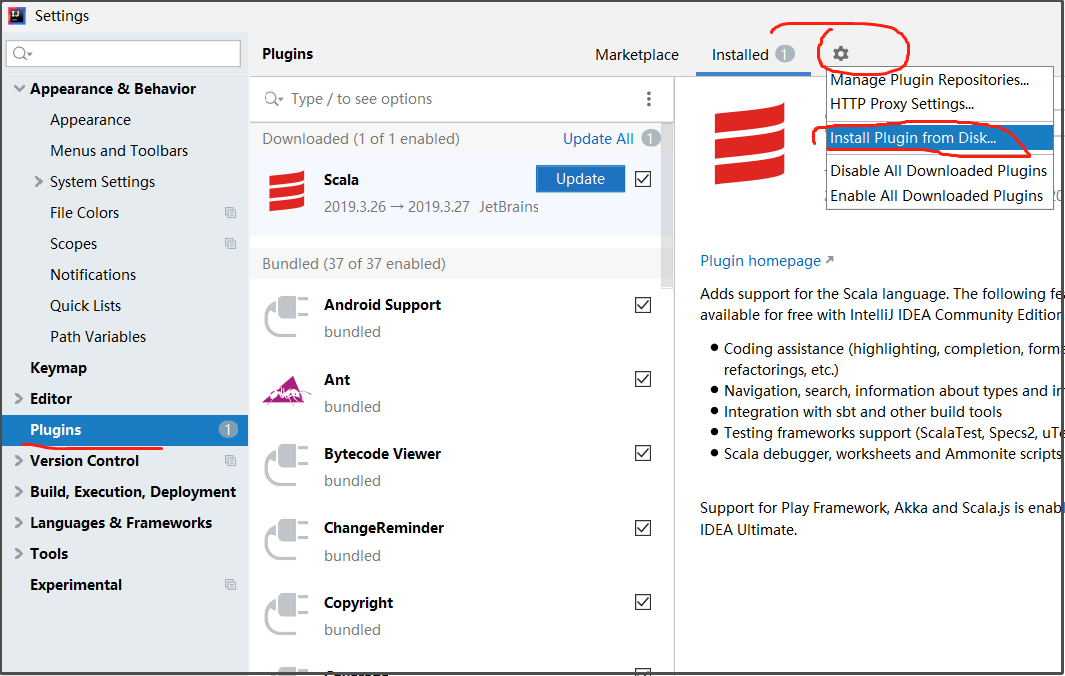 Settings
Appearance & Behavior
Appearance
Menus and Toolbars
System Settings
File Colors
Scopes
Notifications
Quick Lists
Path Variables
Keymap
Editor
Plugins 1
Version Control
Build, Execution, Deployment
Languages & Frameworks
Tools
Experimental
Plugins Marketplace Installed 1
Type / to see options
Downloaded (1 of 1 enabled) Update All 1
Scala Update
2019.3.26 → 2019.3.27 JetBrains
Bundled (37 of 37 enabled)
Android Support
bundled
Ant
bundled
Bytecode Viewer
bundled
ChangeReminder
bundled
Copyright
bundled
Manage Plugin Repositories...
HTTP Proxy Settings...
Install Plugin from Disk...
Disable All Downloaded Plugins
Enable All Downloaded Plugins
Plugin homepage ↗
Adds support for the Scala language. The following fe
available for free with IntelliJ IDEA Community Edition
• Coding assistance (highlighting, completion, form
refactorings, etc.)
• Navigation, search, information about types and i
• Integration with sbt and other build tools
• Testing frameworks support (ScalaTest, Specs2, uTe
• Scala debugger, worksheets and Ammonite scripts
Support for Play Framework, Akka and Scala.js is enab
IDEA Ultimate.